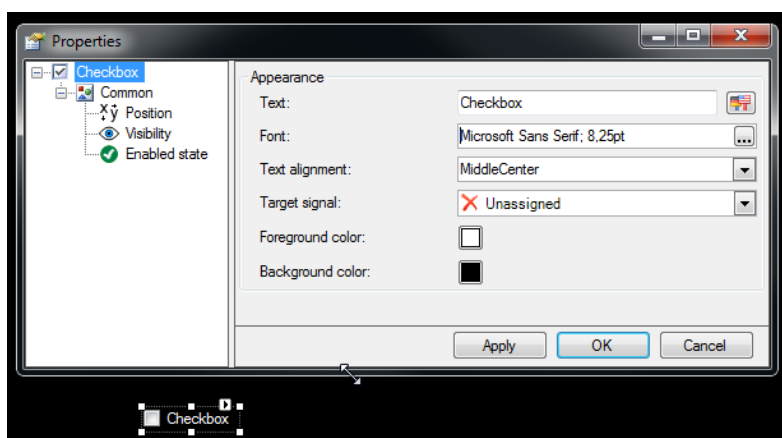 Properties
Checkbox
Common
Position
Visibility
Enabled state
Appearance
Text: Checkbox
Font: Microsoft Sans Serif; 8,25pt ...
Text alignment: MiddleCenter
Target signal: Unassigned
Foreground color:
Background color:
Apply OK Cancel
Checkbox